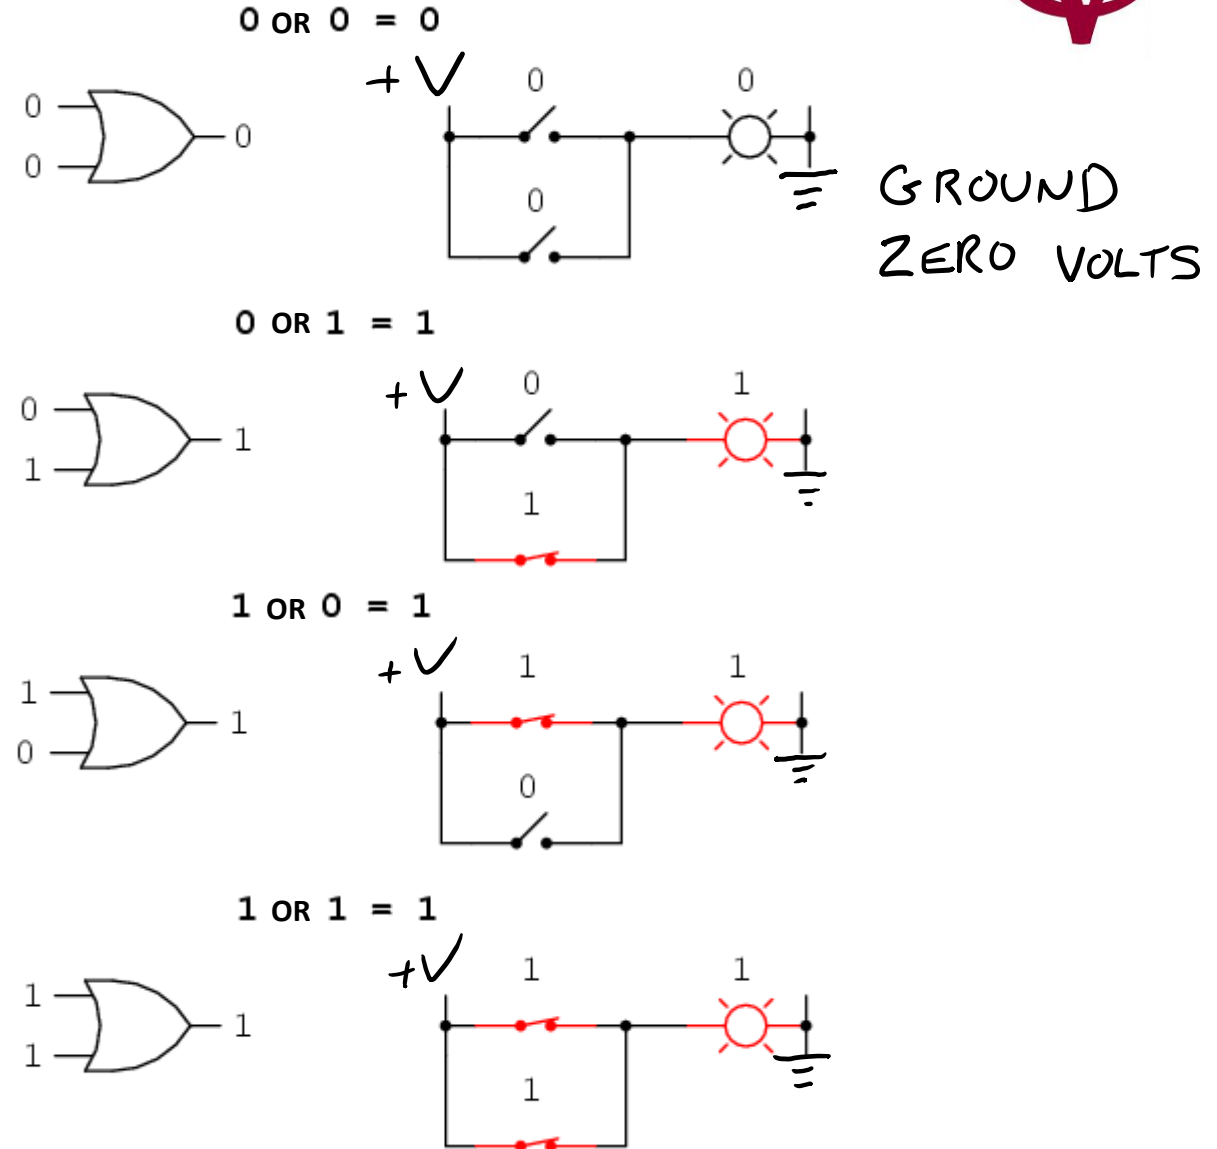 0 OR 0 = 0
+V 0 0
0
0 0
0
GROUND
ZERO VOLTS
0 OR 1 = 1
+V 0 1
0
1 1
1
1 OR 0 = 1
+V 1 1
1
0 1
0
1 OR 1 = 1
+V 1 1
1
1 1
1